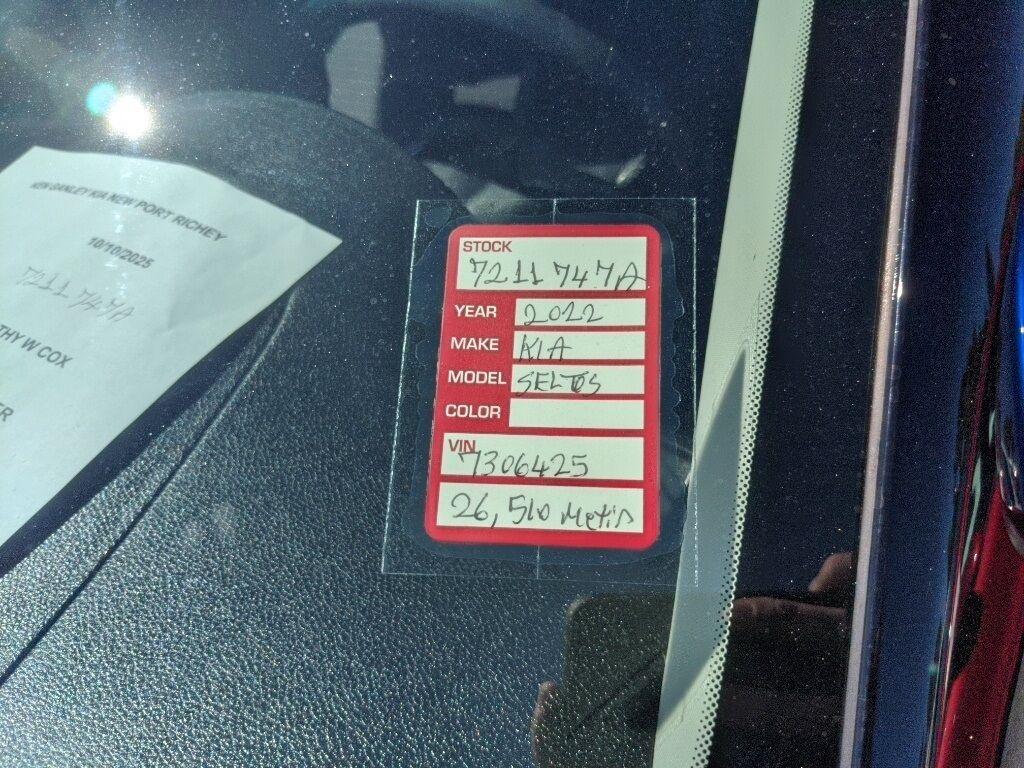 KEN GANLEY KIA NEW PORT RICHEY
10/10/2025
7211747A
THY W COX
ER
STOCK
7211747A
YEAR 2022
MAKE KIA
MODEL SELTOS
COLOR
VIN
7306425
26,510